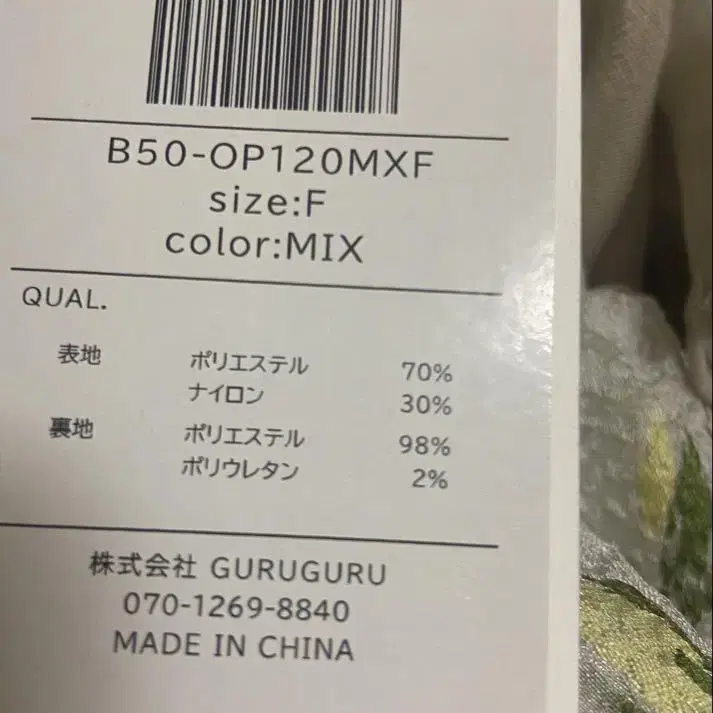 B50-OP120MXF
size:F
color:MIX
QUAL.
表地 ポリエステル 70%
ナイロン 30%
裏地 ポリエステル 98%
ポリウレタン 2%
株式会社 GURUGURU
070-1269-8840
MADE IN CHINA